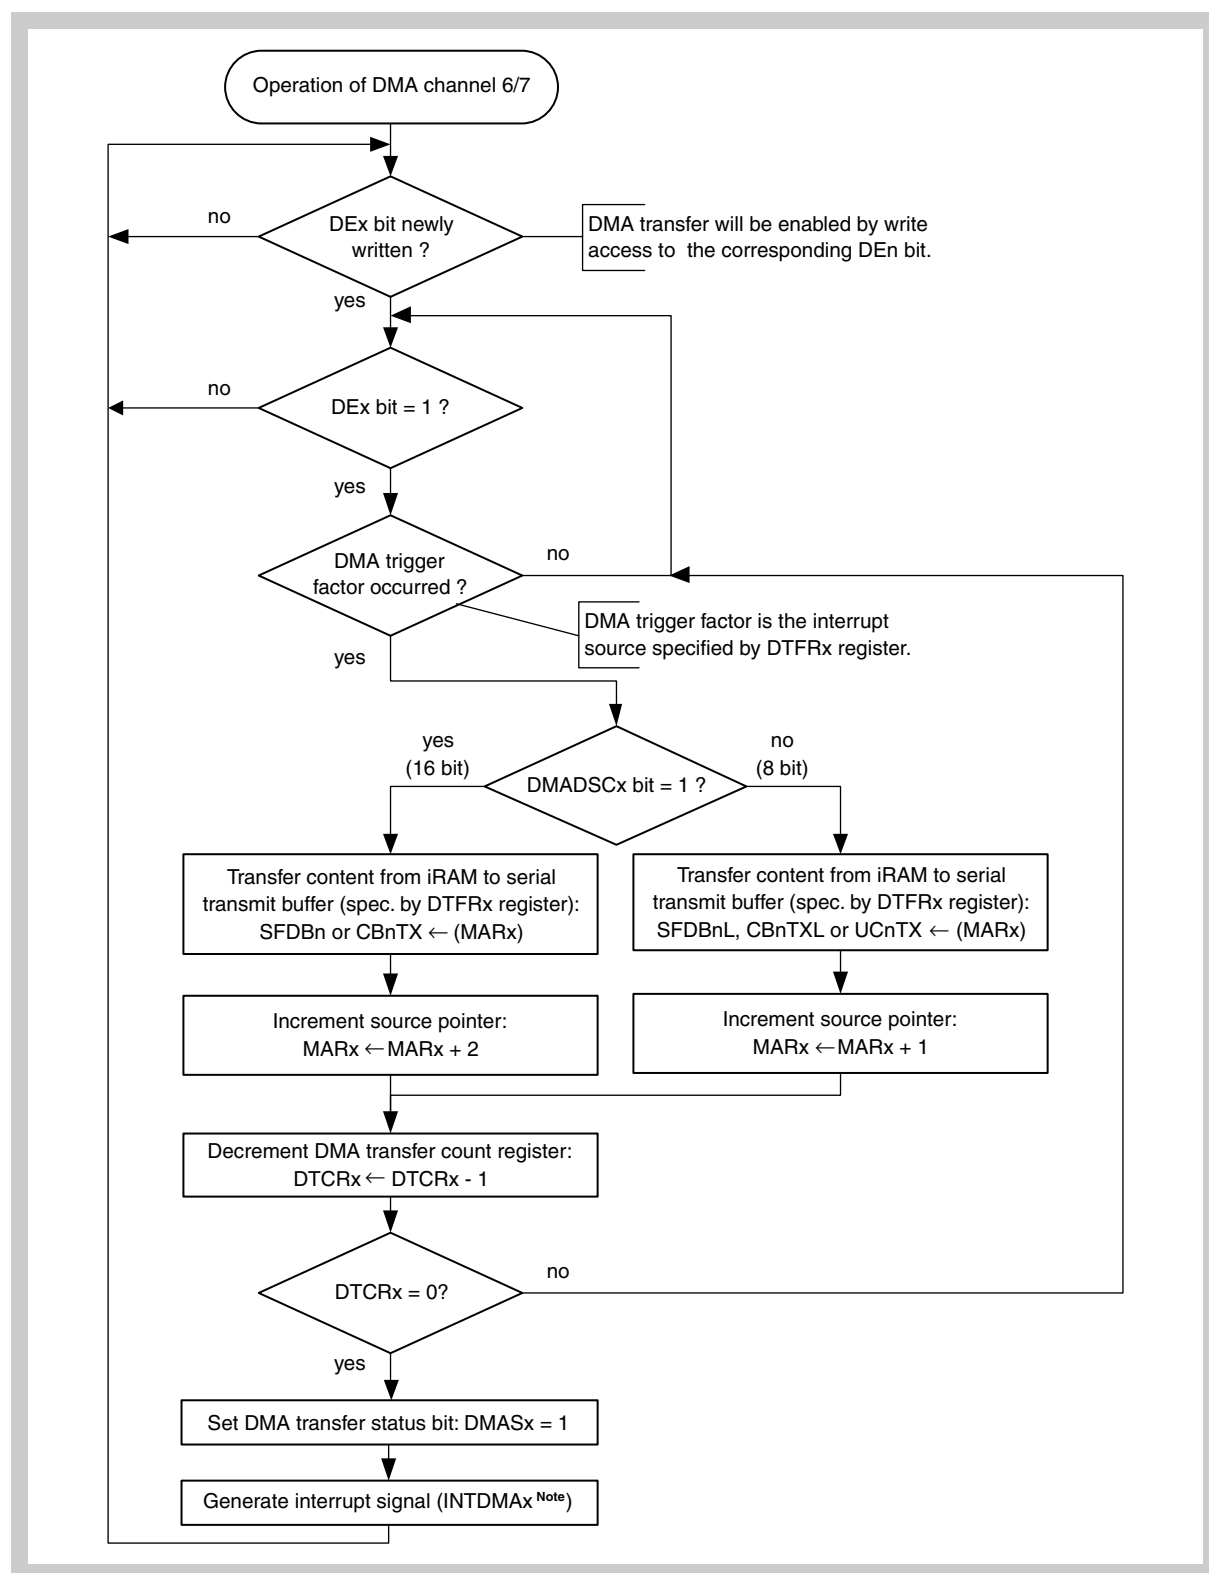 Operation of DMA channel 6/7
no
DEx bit newly
written ?
DMA transfer will be enabled by write
access to the corresponding DEn bit.
yes
no
DEx bit = 1 ?
yes
DMA trigger
factor occurred ?
no
DMA trigger factor is the interrupt
source specified by DTFRx register.
yes
yes
(16 bit)
no
(8 bit)
DMADSCx bit = 1 ?
Transfer content from iRAM to serial
transmit buffer (spec. by DTFRx register):
SFDBn or CBnTX ← (MARx)
Transfer content from iRAM to serial
transmit buffer (spec. by DTFRx register):
SFDBnL, CBnTXL or UCnTX ← (MARx)
Increment source pointer:
MARx ← MARx + 2
Increment source pointer:
MARx ← MARx + 1
Decrement DMA transfer count register:
DTCRx ← DTCRx - 1
DTCRx = 0?
no
yes
Set DMA transfer status bit: DMASx = 1
Generate interrupt signal (INTDMAx Note)